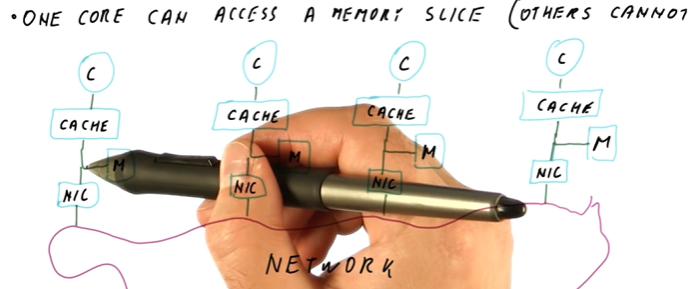 • ONE CORE CAN ACCESS A MEMORY SLICE (OTHERS CANNOT
C C C C
CACHE CACHE CACHE CACHE
M M M M
NIC NIC NIC NIC
NETWORK